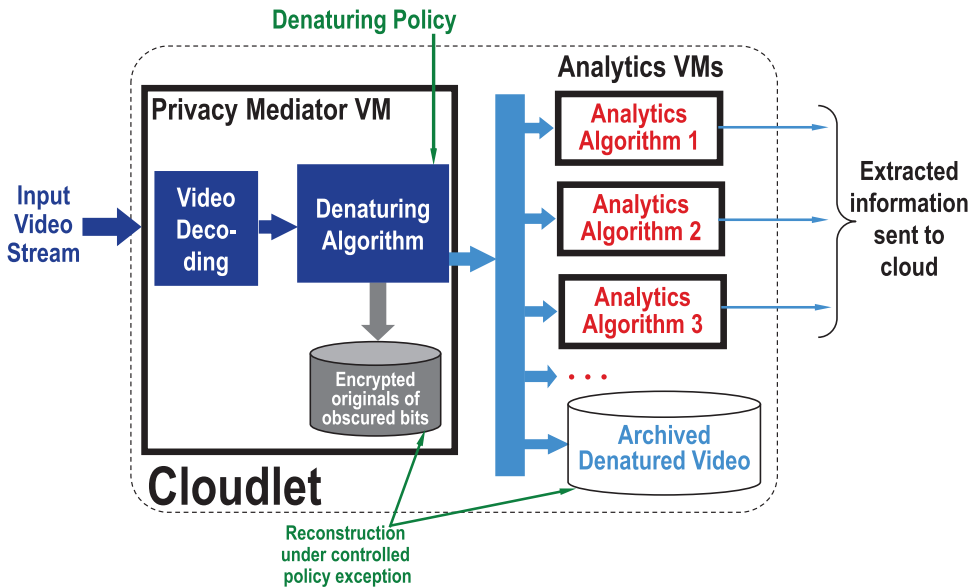 Denaturing Policy
Privacy Mediator VM
Input
Video
Stream
Video
Deco-
ding
Denaturing
Algorithm
Encrypted
originals of
obscured bits
Cloudlet
Analytics VMs
Analytics
Algorithm 1
Analytics
Algorithm 2
Analytics
Algorithm 3
. . .
Archived
Denatured Video
Extracted
information
sent to
cloud
Reconstruction
under controlled
policy exception